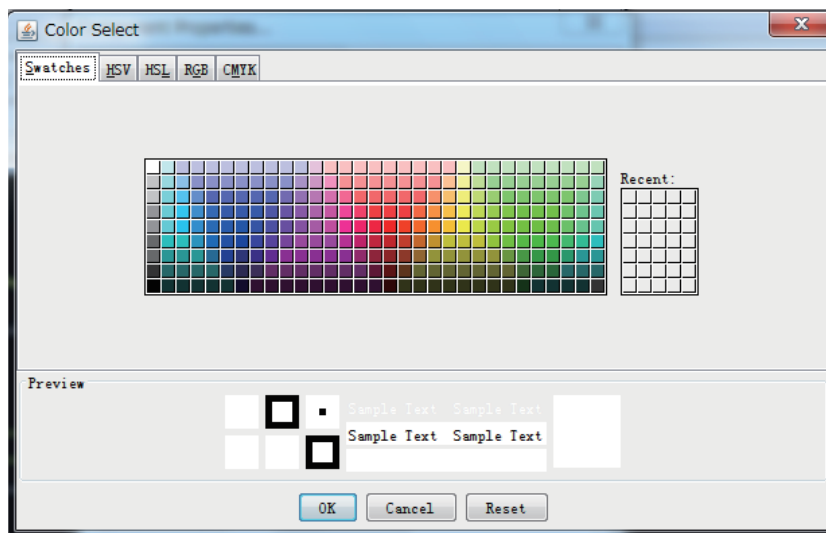 Color Select
Swatches HSV HSL RGB CMYK
Recent:
Preview
Sample Text Sample Text
Sample Text Sample Text
OK Cancel Reset